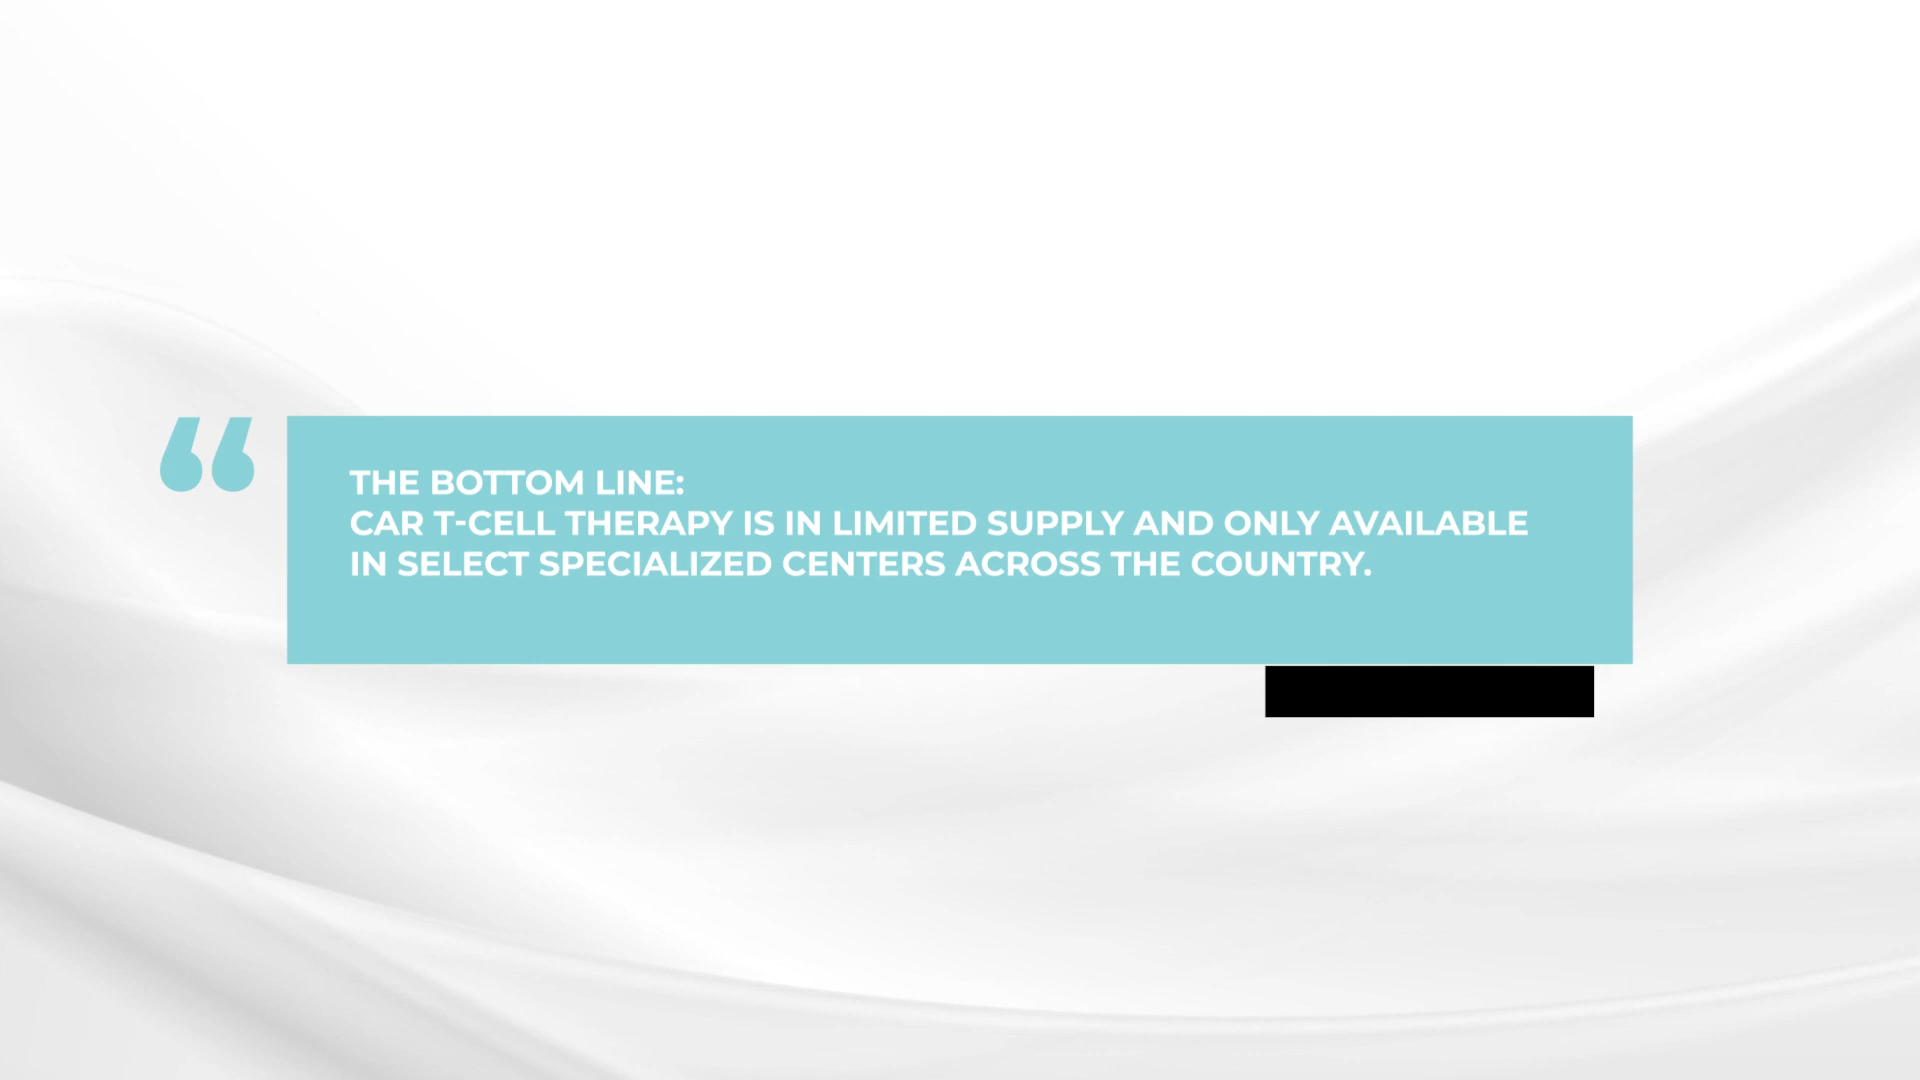 “
THE BOTTOM LINE:
CAR T-CELL THERAPY IS IN LIMITED SUPPLY AND ONLY AVAILABLE
IN SELECT SPECIALIZED CENTERS ACROSS THE COUNTRY.